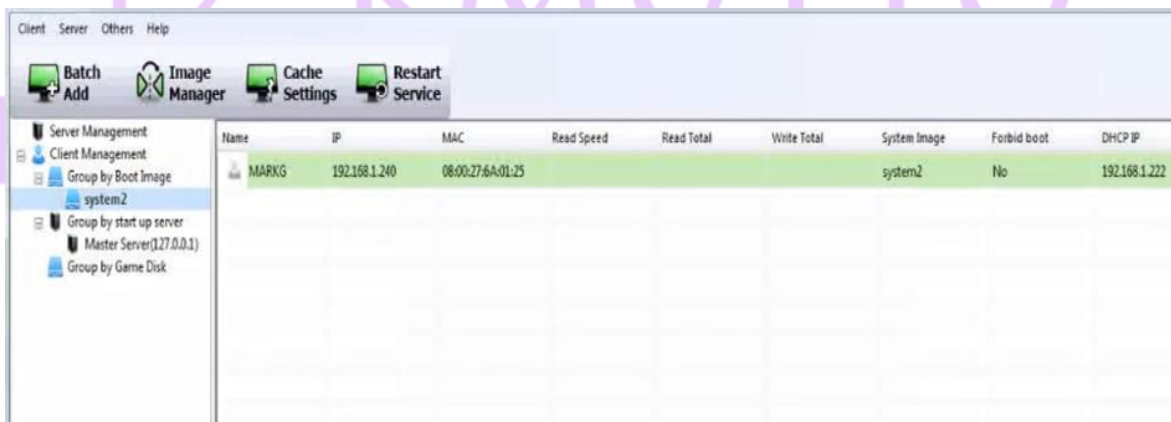 Client Server Others Help
Batch Add
Image Manager
Cache Settings
Restart Service
Server Management
Client Management
Group by Boot Image
system2
Group by start up server
Master Server(127.0.0.1)
Group by Game Disk
Name IP MAC Read Speed Read Total Write Total System Image Forbid boot DHCP IP
MARKG 192.168.1.240 08:00:27:6A:01:25 system2 No 192.168.1.222